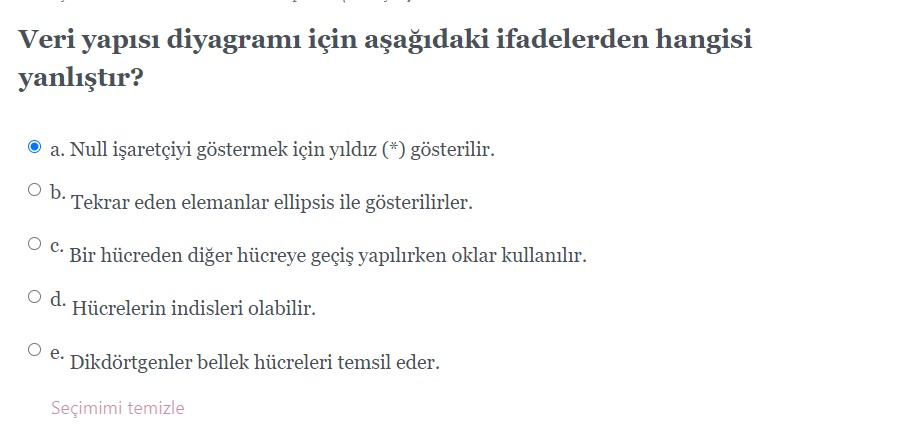 Veri yapısı diyagramı için aşağıdaki ifadelerden hangisi
yanlıştır?
a. Null işaretçiyi göstermek için yıldız (*) gösterilir.
b. Tekrar eden elemanlar ellipsis ile gösterilirler.
c. Bir hücreden diğer hücreye geçiş yapılırken oklar kullanılır.
d. Hücrelerin indisleri olabilir.
e. Dikdörtgenler bellek hücreleri temsil eder.
Seçimimi temizle